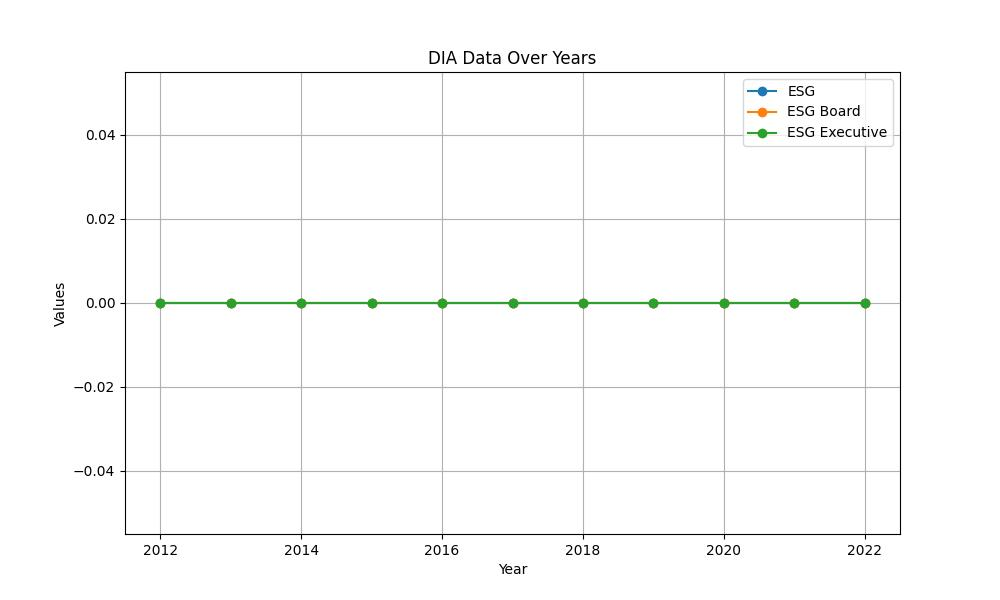 DIA Data Over Years
ESG
ESG Board
ESG Executive
0.04
0.02
0.00
−0.02
−0.04
Values
2012 2014 2016 2018 2020 2022
Year